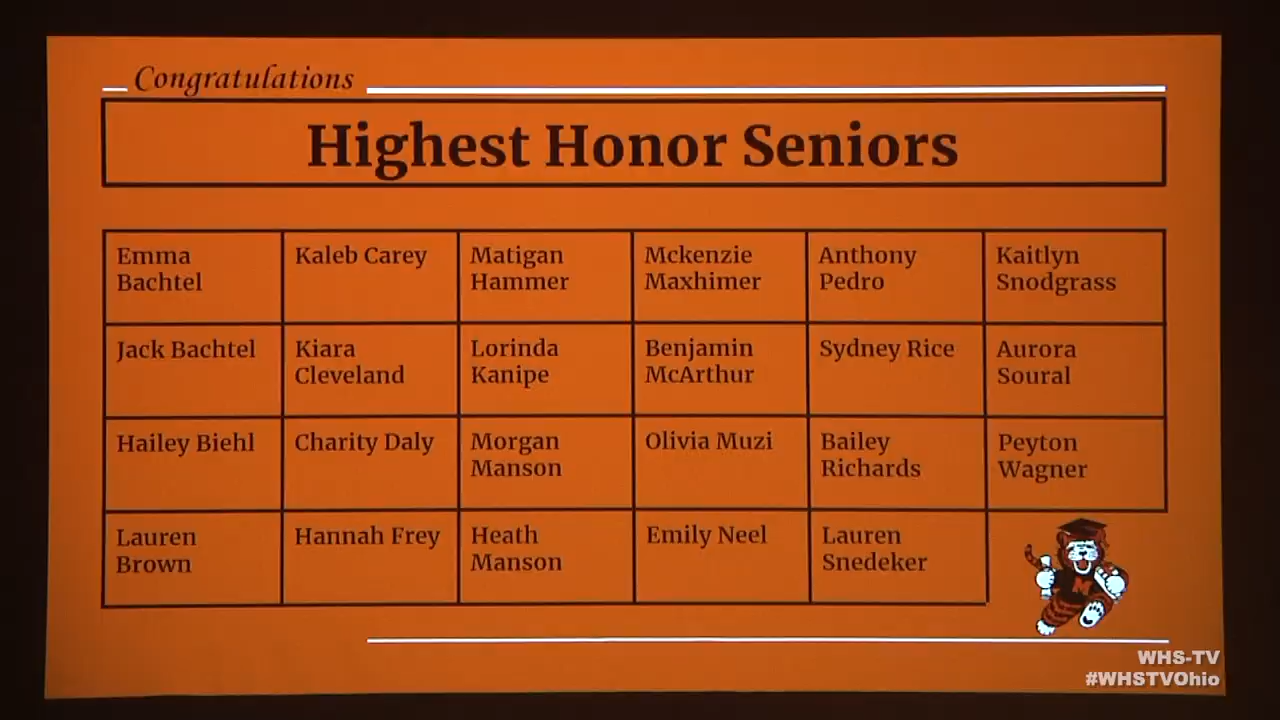 Congratulations
Highest Honor Seniors
Emma
Bachtel
Kaleb Carey
Matigan
Hammer
Mckenzie
Maxhimer
Anthony
Pedro
Kaitlyn
Snodgrass
Jack Bachtel
Kiara
Cleveland
Lorinda
Kanipe
Benjamin
McArthur
Sydney Rice
Aurora
Soural
Hailey Biehl
Charity Daly
Morgan
Manson
Olivia Muzi
Bailey
Richards
Peyton
Wagner
Lauren
Brown
Hannah Frey
Heath
Manson
Emily Neel
Lauren
Snedeker
M
WHS-TV
#WHSTVOhio